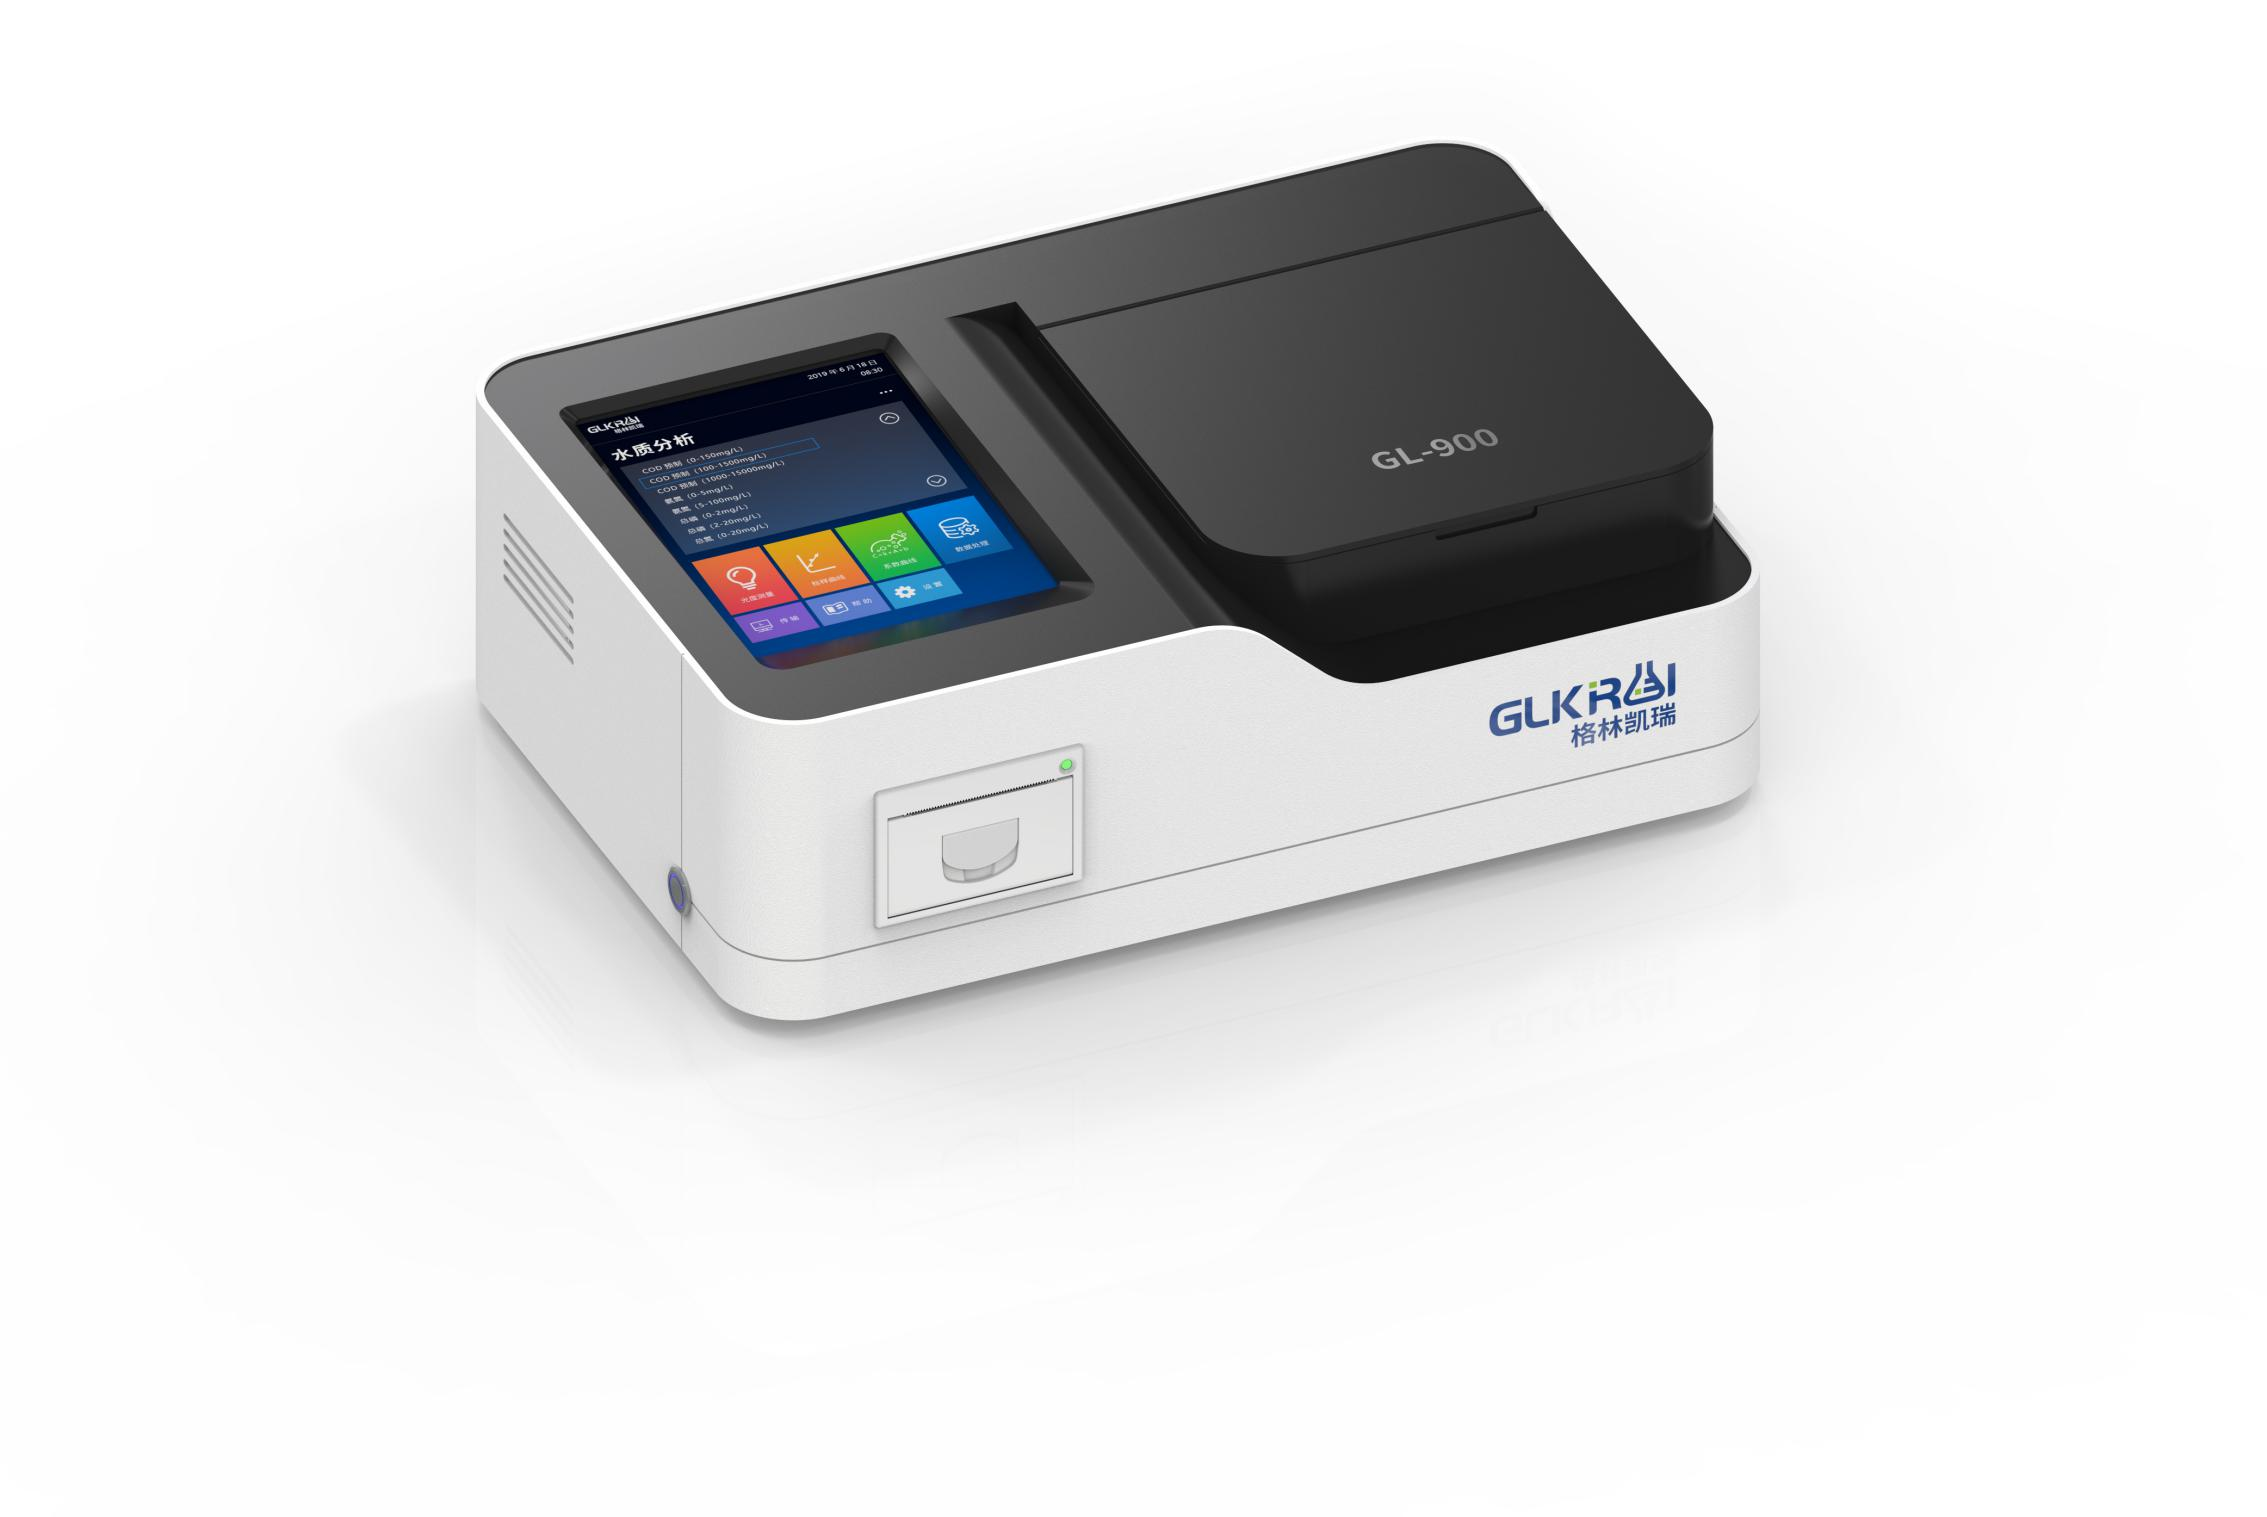 2019 年 6 月 18 日
08:30
GLKRUI
格林凯瑞
...
水质分析
COD 预制（0-150mg/L）
COD 预制（100-1500mg/L）
COD 预制（1000-15000mg/L）
氨氮（0-5mg/L）
氨氮（5-100mg/L）
总磷（0-2mg/L）
总磷（2-20mg/L）
总氮（0-20mg/L）
C=k×A+b
光度测量
标样曲线
系数曲线
数据处理
传 输
帮 助
设 置
GL-900
GLKRUI
格林凯瑞